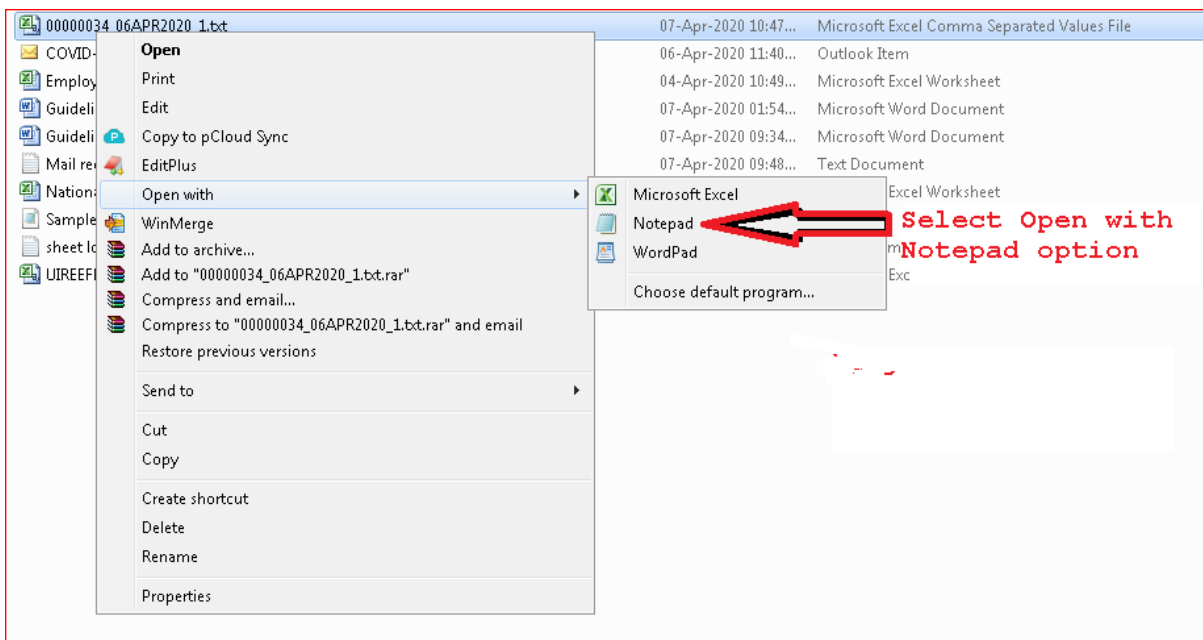 00000034_06APR2020_1.txt 07-Apr-2020 10:47... Microsoft Excel Comma Separated Values File
COVID- 06-Apr-2020 11:40... Outlook Item
Employ 04-Apr-2020 10:49... Microsoft Excel Worksheet
Guideli 07-Apr-2020 01:54... Microsoft Word Document
Guideli 07-Apr-2020 09:34... Microsoft Word Document
Mail re 07-Apr-2020 09:48... Text Document
Nation Excel Worksheet
Sample
sheet lo
UIREEF Exc
Open
Print
Edit
Copy to pCloud Sync
EditPlus
Open with
WinMerge
Add to archive...
Add to "00000034_06APR2020_1.txt.rar"
Compress and email...
Compress to "00000034_06APR2020_1.txt.rar" and email
Restore previous versions
Send to
Cut
Copy
Create shortcut
Delete
Rename
Properties
Microsoft Excel
Notepad
WordPad
Choose default program...
Select Open with
Notepad option